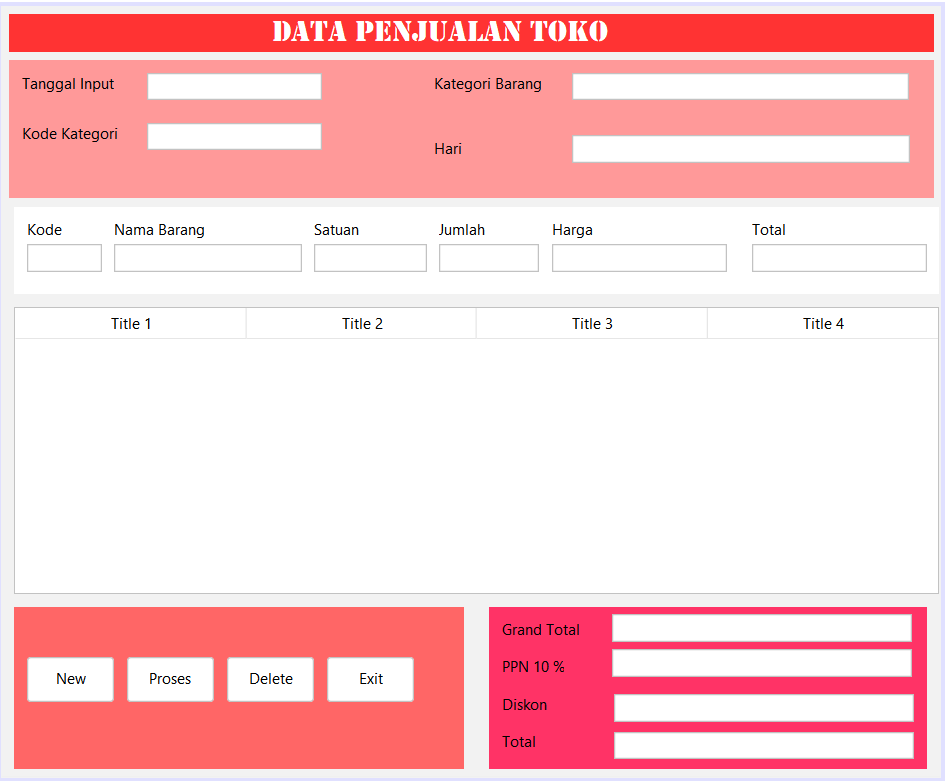 DATA PENJUALAN TOKO
Tanggal Input
Kategori Barang
Kode Kategori
Hari
Kode Nama Barang Satuan Jumlah Harga Total
Title 1 Title 2 Title 3 Title 4
New Proses Delete Exit
Grand Total
PPN 10 %
Diskon
Total